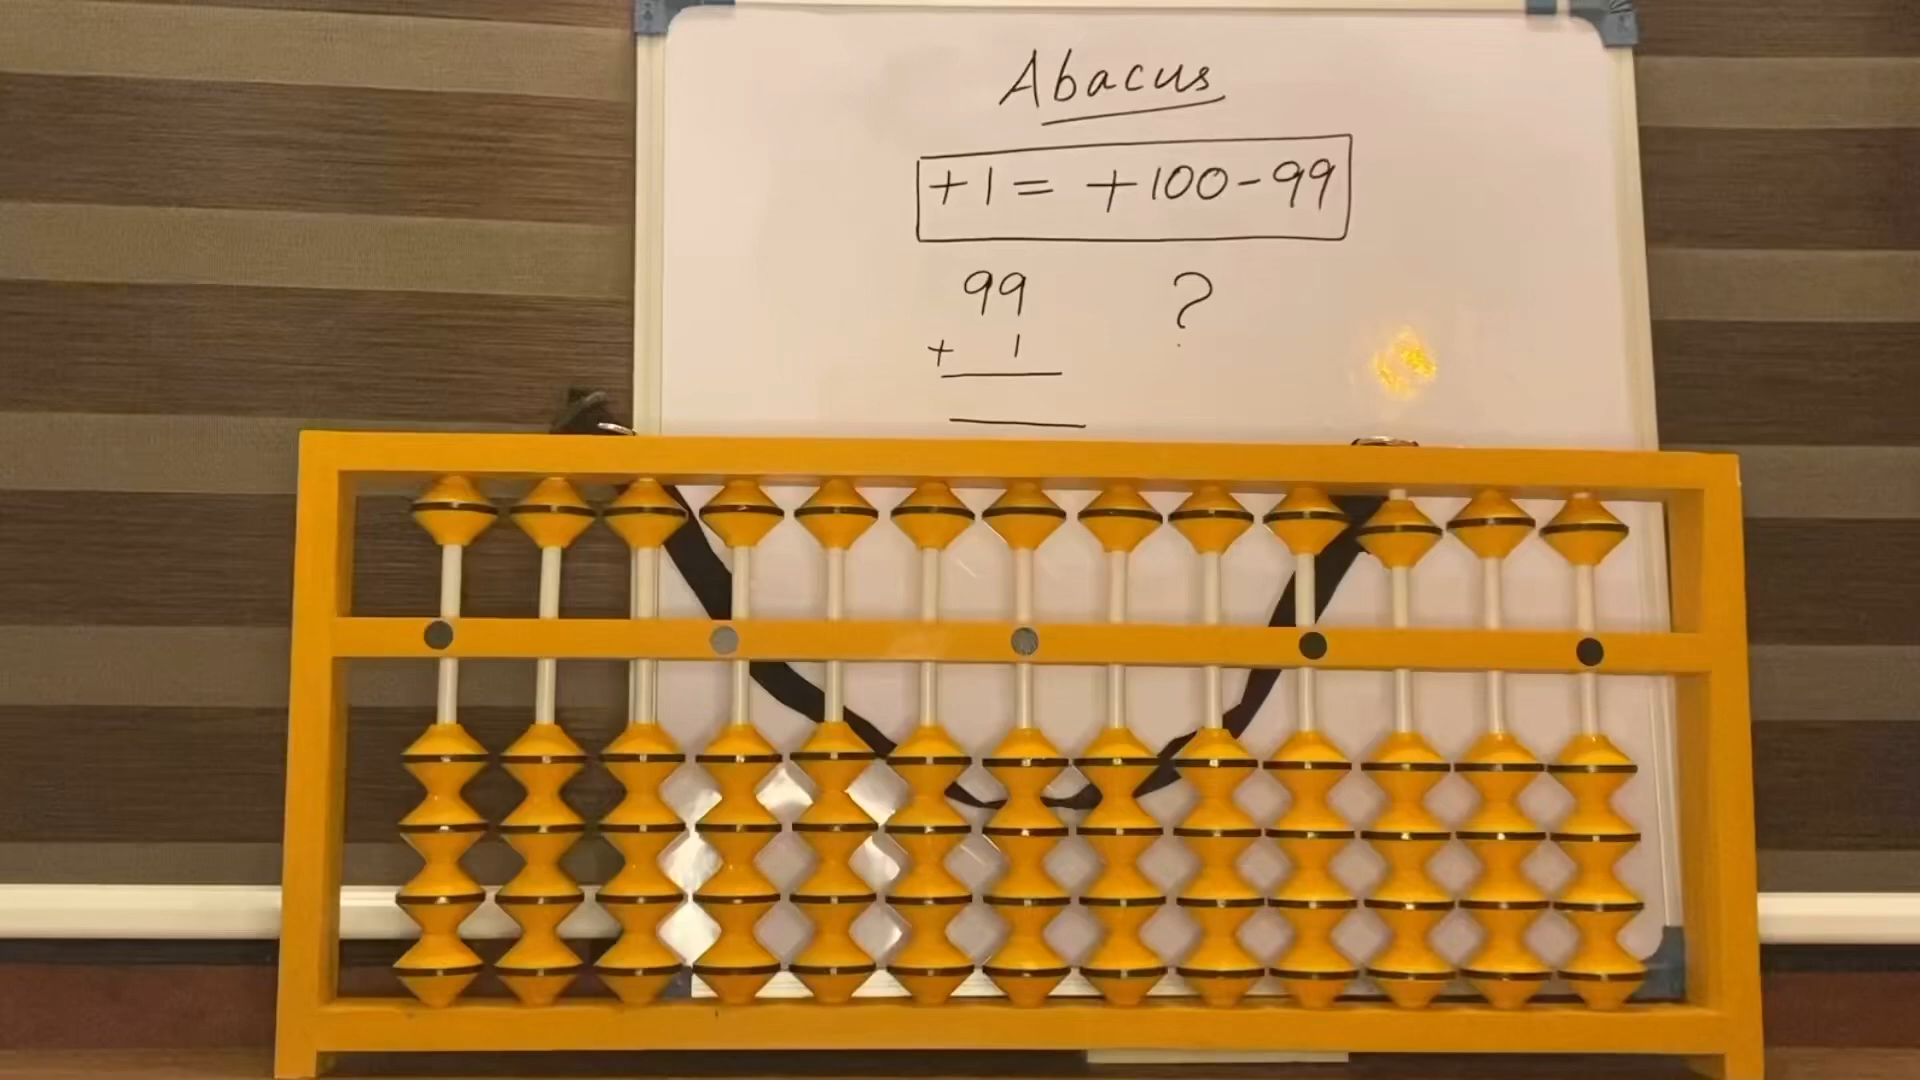 Abacus
+1 = +100-99
99 ?
+ 1